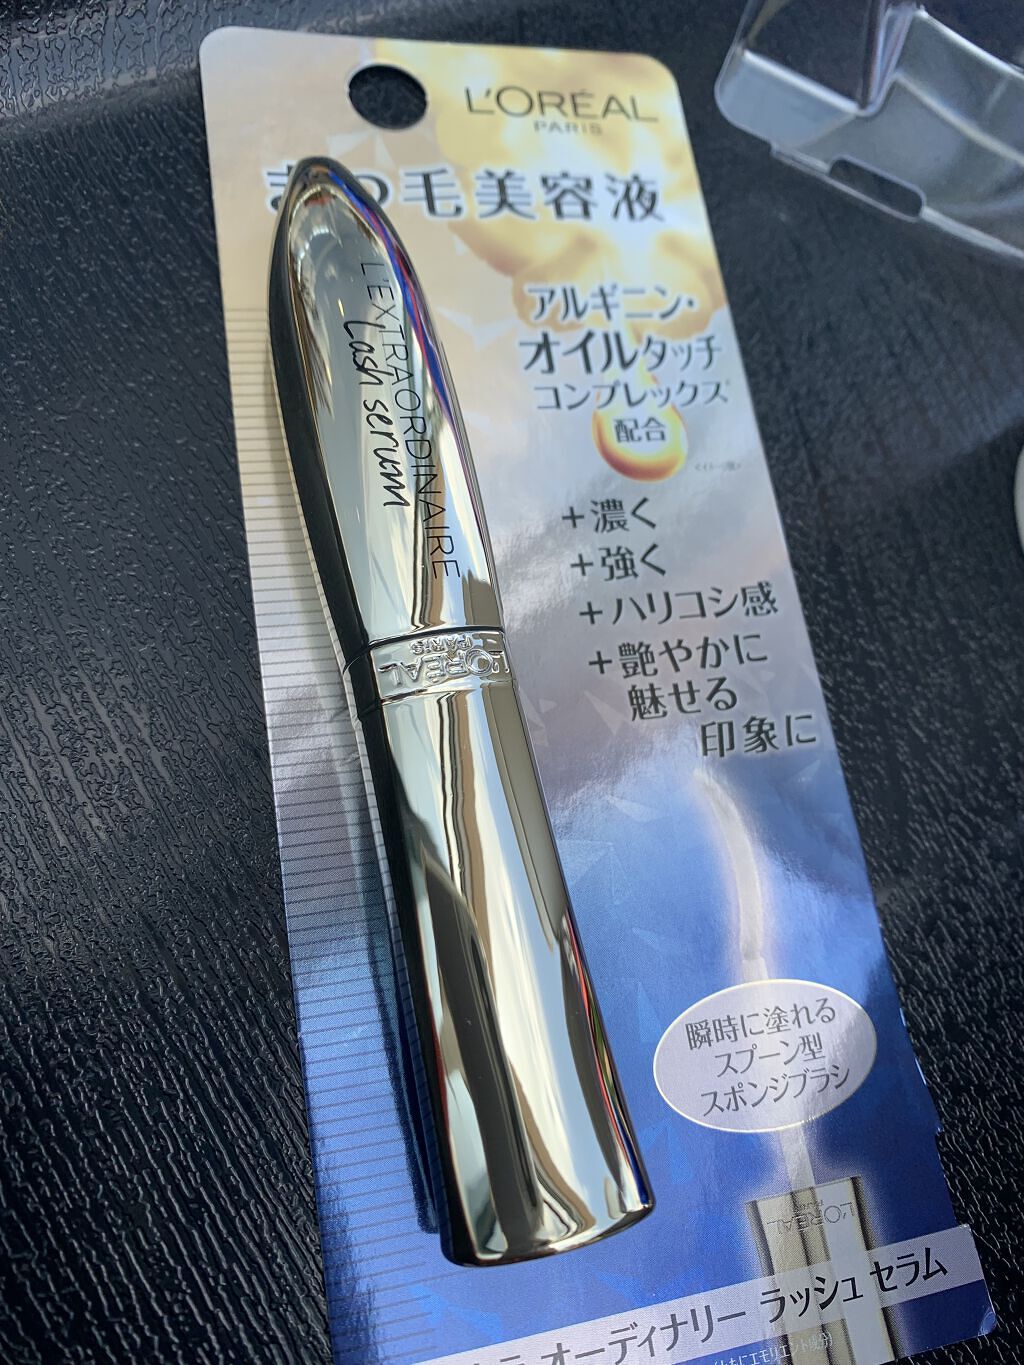 L'ORÉAL
PARIS
まつ毛美容液
アルギニン・
オイルタッチ
コンプレックス
配合
+濃く
+強く
+ハリコシ感
+艶やかに
魅せる
印象に
L'EXTRAORDINAIRE
Lash serum
L'ORÉAL
PARIS
瞬時に塗れる
スプーン型
スポンジブラシ
L'ORÉAL
PARIS
オーディナリー ラッシュ セラム